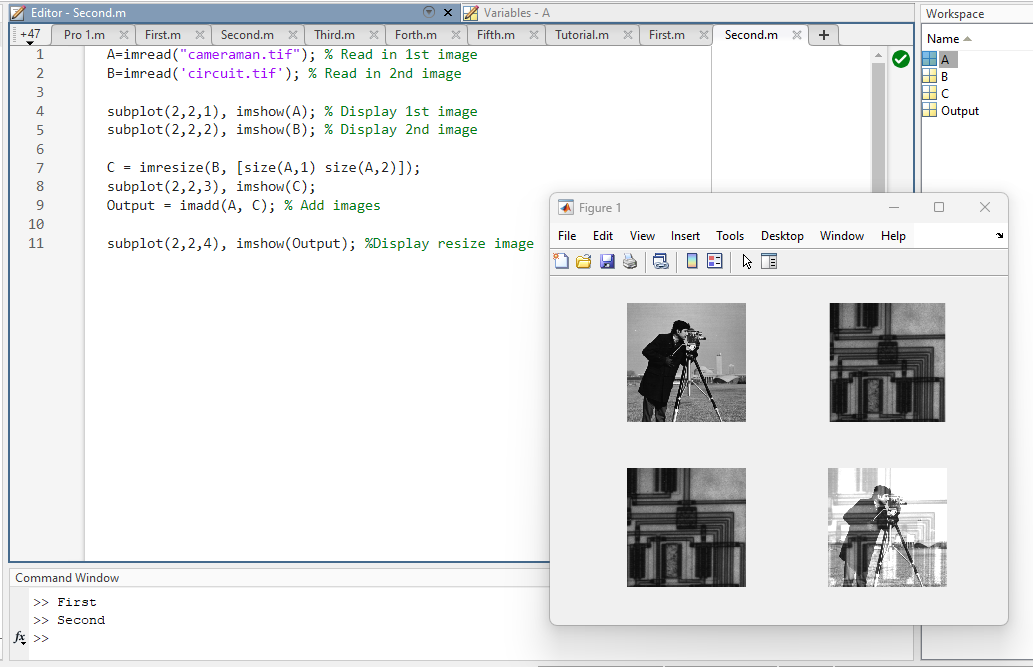 Editor - Second.m
Variables - A
Workspace
+47 Pro 1.m First.m Second.m Third.m Forth.m Fifth.m Tutorial.m First.m Second.m +
Name
1 A=imread("cameraman.tif"); % Read in 1st image
2 B=imread('circuit.tif'); % Read in 2nd image
3
4 subplot(2,2,1), imshow(A); % Display 1st image
5 subplot(2,2,2), imshow(B); % Display 2nd image
6
7 C = imresize(B, [size(A,1) size(A,2)]);
8 subplot(2,2,3), imshow(C);
9 Output = imadd(A, C); % Add images
10
11 subplot(2,2,4), imshow(Output); %Display resize image
A
B
C
Output
Figure 1
File Edit View Insert Tools Desktop Window Help
Command Window
>> First
>> Second
fx >>